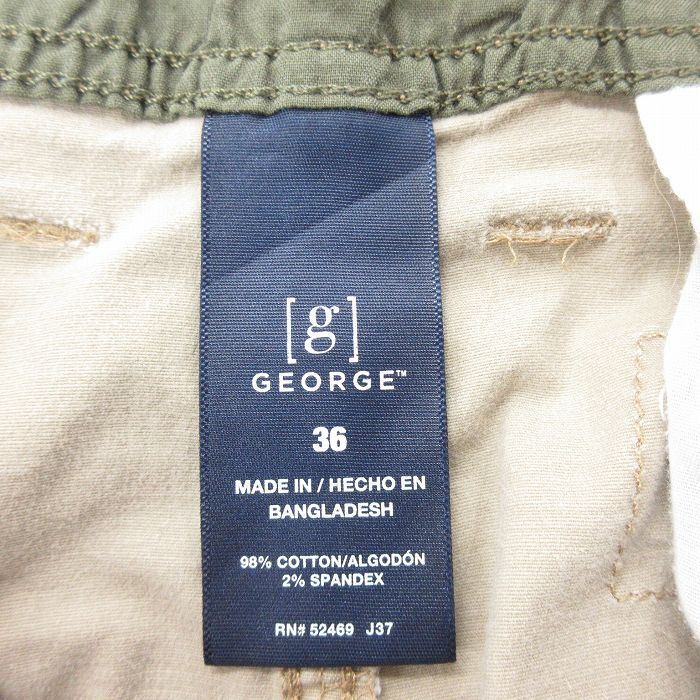 [g]
GEORGE™
36
MADE IN / HECHO EN
BANGLADESH
98% COTTON/ALGODÓN
2% SPANDEX
RN# 52469 J37